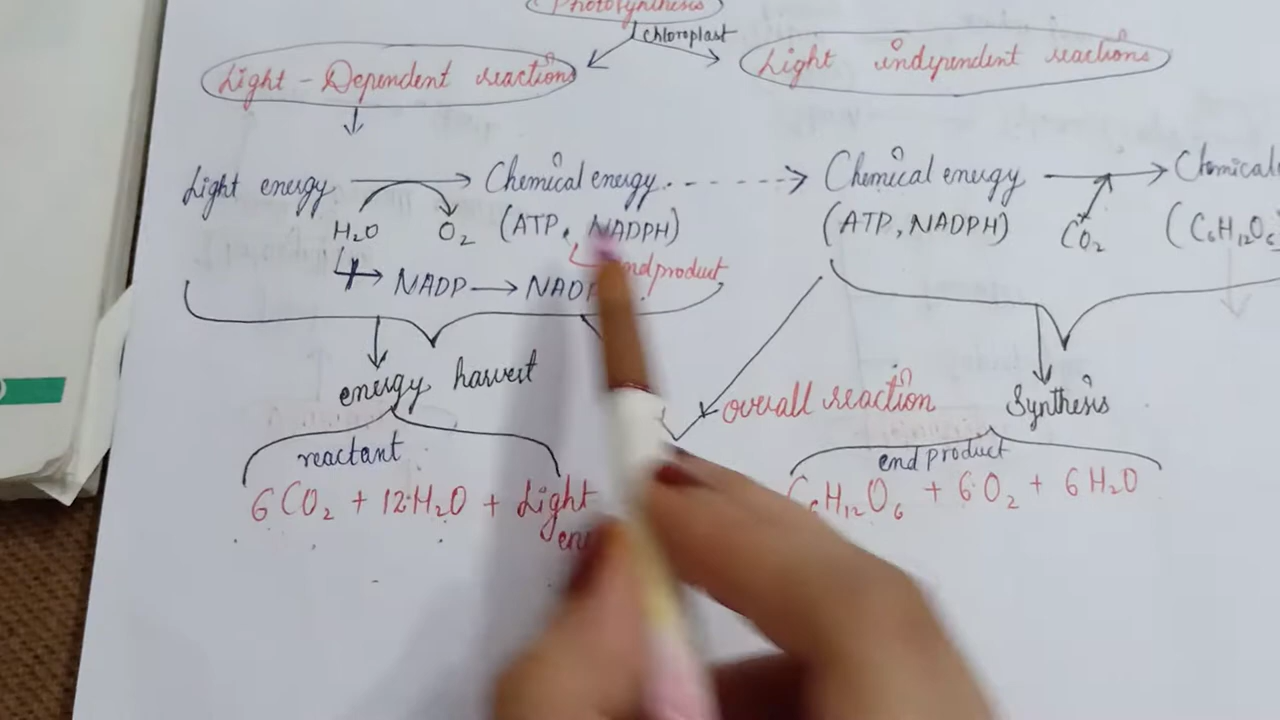 Photosynthesis
chloroplast
Light - Dependent reactions
Light independent reactions
Light energy → Chemical energy ----> Chemical energy → Chemical
H₂O O₂ (ATP, NADPH) (ATP, NADPH) CO₂ (C₆H₁₂O₆
end product
NADP →
energy harvest
overall reaction
Synthesis
reactant
end product
6CO₂ + 12H₂O + Light
C₆H₁₂O₆ + 6O₂ + 6H₂O